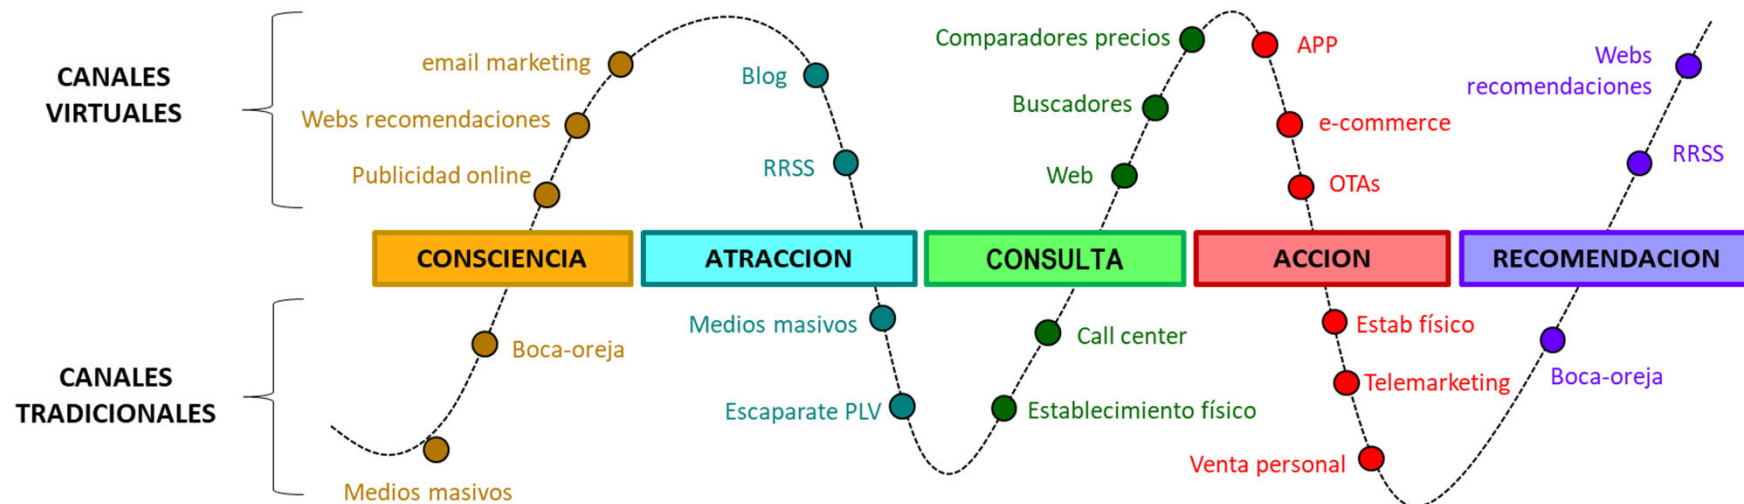 CANALES
VIRTUALES
email marketing
Webs recomendaciones
Publicidad online
Blog
RRSS
Comparadores precios
Buscadores
Web
APP
e-commerce
OTAs
Webs
recomendaciones
RRSS
CONSCIENCIA
ATRACCION
CONSULTA
ACCION
RECOMENDACION
CANALES
TRADICIONALES
Boca-oreja
Medios masivos
Medios masivos
Escaparate PLV
Call center
Establecimiento físico
Estab físico
Telemarketing
Venta personal
Boca-oreja